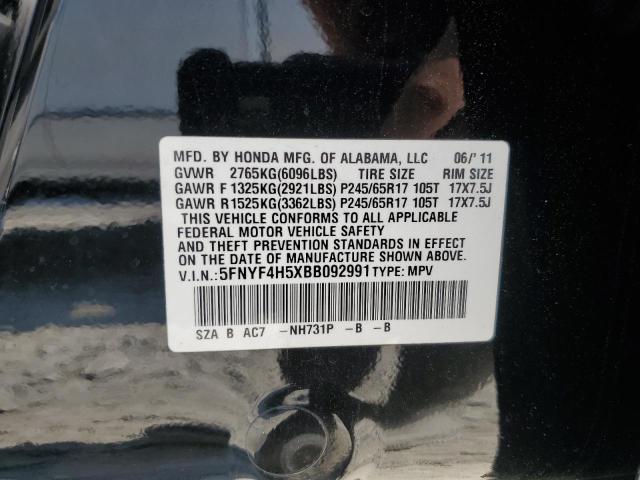 MFD. BY HONDA MFG. OF ALABAMA, LLC 06/'11
GVWR 2765KG(6096LBS) TIRE SIZE RIM SIZE
GAWR F 1325KG(2921LBS) P245/65R17 105T 17X7.5J
GAWR R 1525KG(3362LBS) P245/65R17 105T 17X7.5J
THIS VEHICLE CONFORMS TO ALL APPLICABLE
FEDERAL MOTOR VEHICLE SAFETY
AND THEFT PREVENTION STANDARDS IN EFFECT
ON THE DATE OF MANUFACTURE SHOWN ABOVE.
V.I.N.: 5FNYF4H5XBB092991 TYPE: MPV
SZA B AC7 -NH731P -B -B